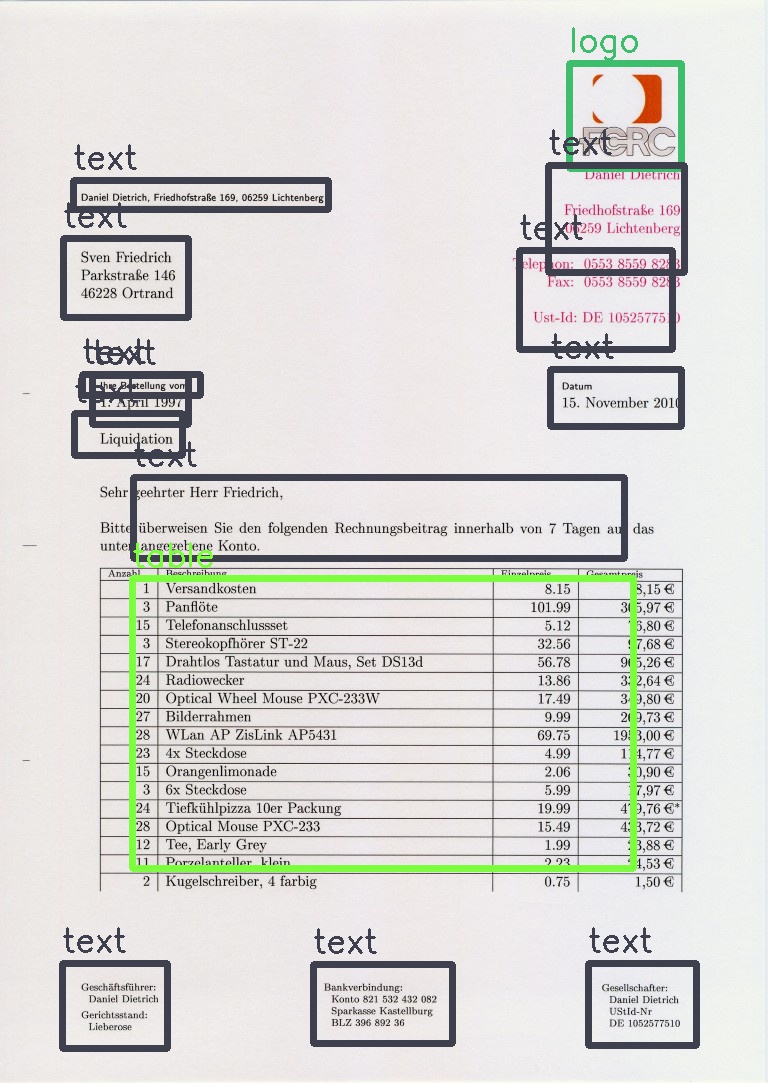 logo
FCRC
text
Daniel Dietrich
text
Daniel Dietrich, Friedhofstraße 169, 06259 Lichtenberg
text
Friedhofstraße 169
06259 Lichtenberg
text
Sven Friedrich
Parkstraße 146
46228 Ortrand
Telephon: 0553 8559 8283
Fax: 0553 8559 8283
Ust-Id: DE 1052577510
text
text
text
Ihre Bestellung vom
1. April 1997
text
Datum
15. November 2010
Liquidation
text
Sehr geehrter Herr Friedrich,
Bitte überweisen Sie den folgenden Rechnungsbeitrag innerhalb von 7 Tagen auf das
unten angegebene Konto.
table
Anzahl Beschreibung Einzelpreis Gesamtpreis
1 Versandkosten 8.15 8,15 €
3 Panflöte 101.99 305,97 €
15 Telefonanschlussset 5.12 76,80 €
3 Stereokopfhörer ST-22 32.56 97,68 €
17 Drahtlos Tastatur und Maus, Set DS13d 56.78 965,26 €
24 Radiowecker 13.86 332,64 €
20 Optical Wheel Mouse PXC-233W 17.49 349,80 €
27 Bilderrahmen 9.99 269,73 €
28 WLan AP ZisLink AP5431 69.75 1953,00 €
23 4x Steckdose 4.99 114,77 €
15 Orangenlimonade 2.06 30,90 €
3 6x Steckdose 5.99 17,97 €
24 Tiefkühlpizza 10er Packung 19.99 479,76 €*
28 Optical Mouse PXC-233 15.49 433,72 €
12 Tee, Early Grey 1.99 23,88 €
11 Porzelanteller, klein 2.23 24,53 €
2 Kugelschreiber, 4 farbig 0.75 1,50 €
text
Geschäftsführer:
Daniel Dietrich
Gerichtsstand:
Lieberose
text
Bankverbindung:
Konto 821 532 432 082
Sparkasse Kastellburg
BLZ 396 892 36
text
Gesellschafter:
Daniel Dietrich
UStId-Nr
DE 1052577510